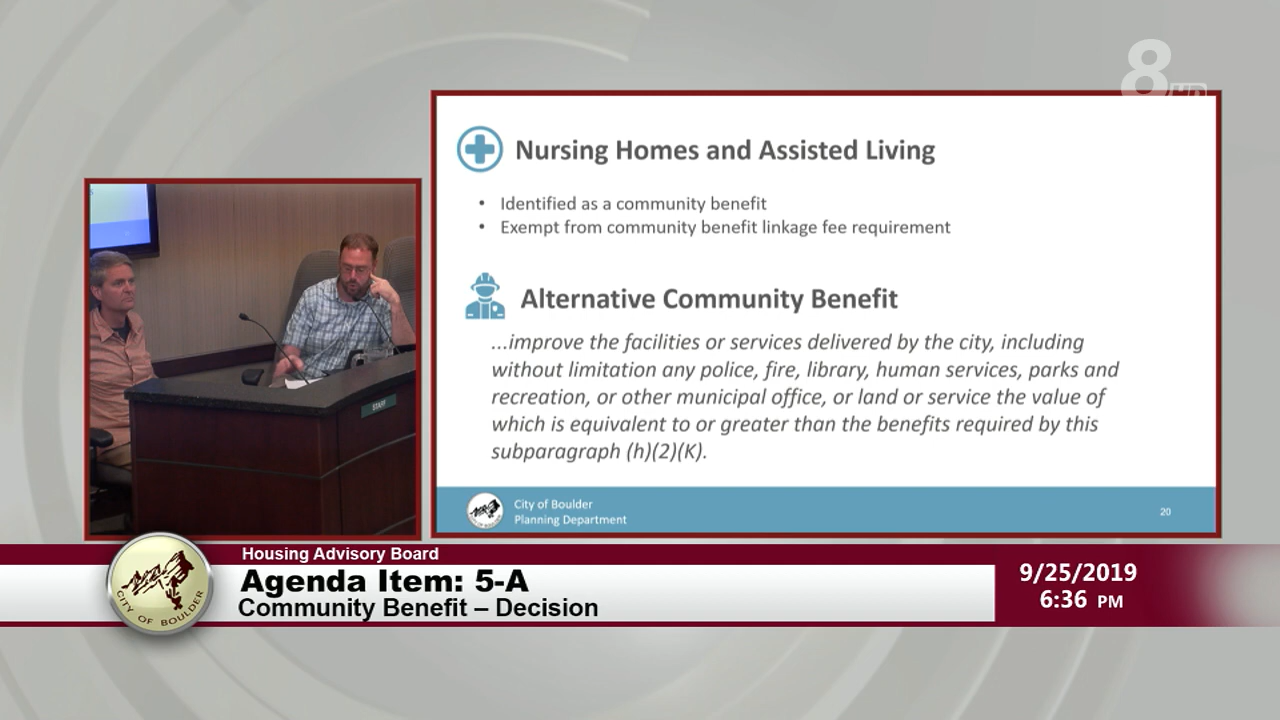 8
HD
Nursing Homes and Assisted Living
• Identified as a community benefit
• Exempt from community benefit linkage fee requirement
Alternative Community Benefit
...improve the facilities or services delivered by the city, including
without limitation any police, fire, library, human services, parks and
recreation, or other municipal office, or land or service the value of
which is equivalent to or greater than the benefits required by this
subparagraph (h)(2)(K).
City of Boulder
Planning Department
20
STAFF
Housing Advisory Board
Agenda Item: 5-A
Community Benefit – Decision
CITY OF BOULDER
9/25/2019
6:36 PM